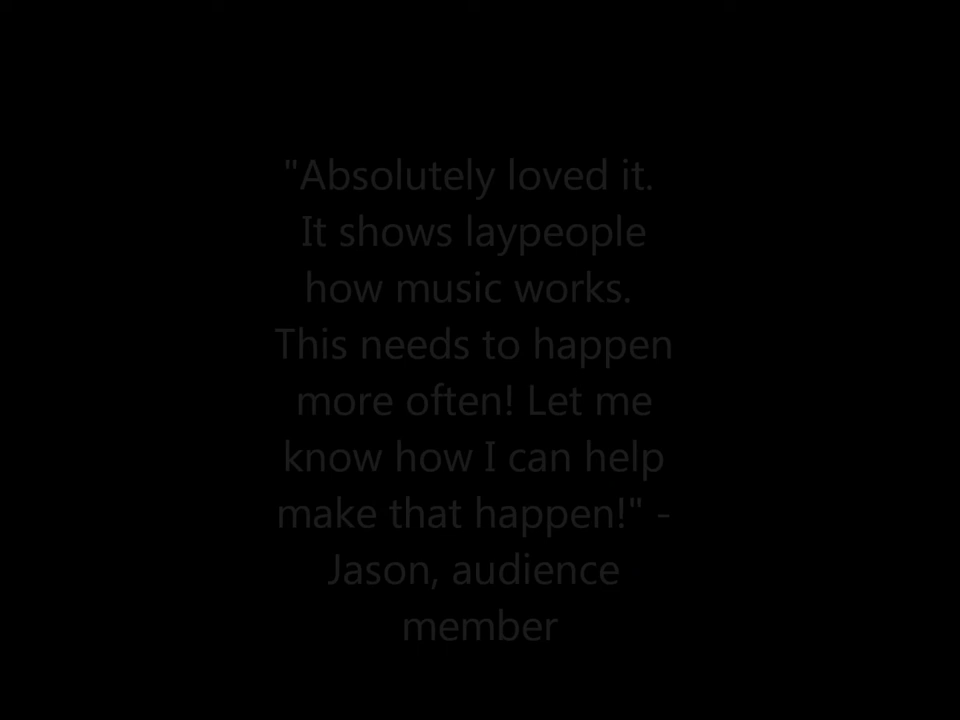 "Absolutely loved it.
It shows laypeople
how music works.
This needs to happen
more often! Let me
know how I can help
make that happen!" -
Jason, audience
member